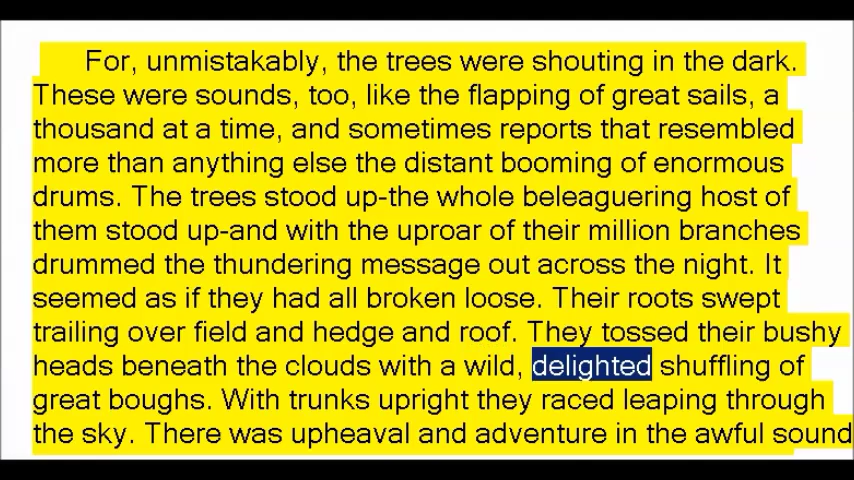 For, unmistakably, the trees were shouting in the dark.
These were sounds, too, like the flapping of great sails, a
thousand at a time, and sometimes reports that resembled
more than anything else the distant booming of enormous
drums. The trees stood up-the whole beleaguering host of
them stood up-and with the uproar of their million branches
drummed the thundering message out across the night. It
seemed as if they had all broken loose. Their roots swept
trailing over field and hedge and roof. They tossed their bushy
heads beneath the clouds with a wild, delighted shuffling of
great boughs. With trunks upright they raced leaping through
the sky. There was upheaval and adventure in the awful sound